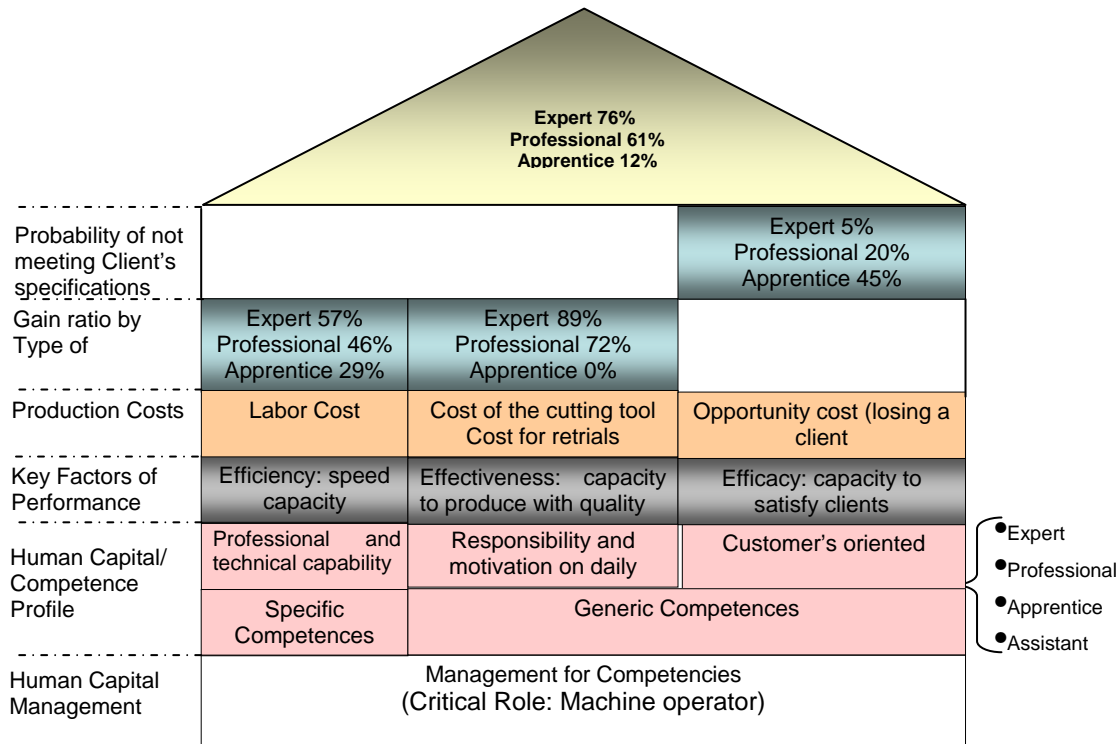 Expert 76%
Professional 61%
Apprentice 12%
Probability of not
meeting Client's
specifications
Expert 5%
Professional 20%
Apprentice 45%
Gain ratio by
Type of
Expert 57%
Professional 46%
Apprentice 29%
Expert 89%
Professional 72%
Apprentice 0%
Production Costs
Labor Cost
Cost of the cutting tool
Cost for retrials
Opportunity cost (losing a
client
Key Factors of
Performance
Efficiency: speed
capacity
Effectiveness: capacity
to produce with quality
Efficacy: capacity to
satisfy clients
Human Capital/
Competence
Profile
Professional and
technical capability
Responsibility and
motivation on daily
Customer's oriented
Specific
Competences
Generic Competences
•Expert
•Professional
•Apprentice
•Assistant
Human Capital
Management
Management for Competencies
(Critical Role: Machine operator)